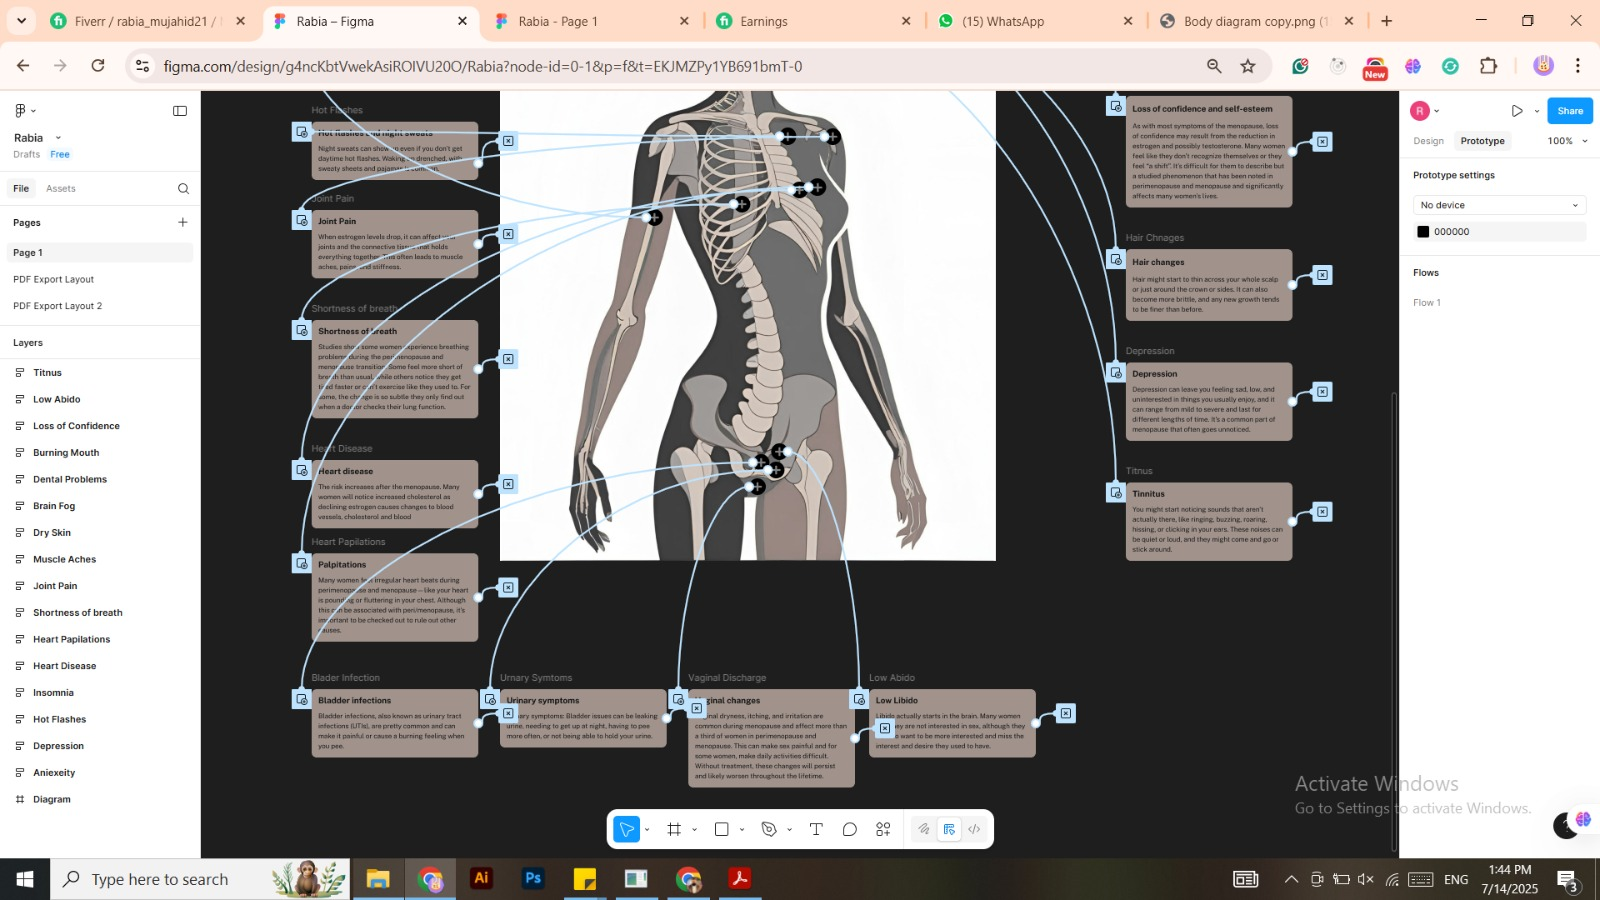 Fiverr / rabia_mujahid21 /
Rabia – Figma
Rabia - Page 1
Earnings
(15) WhatsApp
Body diagram copy.png (1
figma.com/design/g4ncKbtVwekAsiROIVU20O/Rabia?node-id=0-1&p=f&t=EKJMZPy1YB691bmT-0
New
Rabia
Drafts
Free
File
Assets
Pages
Page 1
PDF Export Layout
PDF Export Layout 2
Layers
Titnus
Low Abido
Loss of Confidence
Burning Mouth
Dental Problems
Brain Fog
Dry Skin
Muscle Aches
Joint Pain
Shortness of breath
Heart Papilations
Heart Disease
Insomnia
Hot Flashes
Depression
Aniexeity
Diagram
Hot Flashes
Hot flashes and night sweats
Night sweats can show up even if you don't get
daytime hot flashes. Waking up drenched, with
sweaty sheets and pajamas is common.
Joint Pain
Joint Pain
When estrogen levels drop, it can affect your
joints and the connective tissue that holds
everything together. This often leads to muscle
aches, pains and stiffness.
Shortness of breath
Shortness of breath
Studies show some women experience breathing
problems during the perimenopause and
menopause transition. Some feel more short of
breath than usual, while others notice they get
tired faster or can't exercise like they used to. For
some, the change is so subtle they only find out
when a doctor checks their lung function.
Heart Disease
Heart disease
The risk increases after the menopause. Many
women will notice increased cholesterol as
declining estrogen causes changes to blood
vessels, cholesterol and blood
Heart Papilations
Palpitations
Many women feel irregular heart beats during
perimenopause and menopause – like your heart
is pounding or fluttering in your chest. Although
this can be associated with peri/menopause, it's
important to be checked out to rule out other
causes.
Blader Infection
Bladder infections
Bladder infections, also known as urinary tract
infections (UTIs), are pretty common and can
make it painful or cause a burning feeling when
you pee.
Urnary Symtoms
Urinary symptoms
symptoms: Bladder issues can be leaking
urine, needing to get up at night, having to pee
more often, or not being able to hold your urine.
Vaginal Discharge
changes
dryness, itching, and irritation are
common during menopause and effect more than
a third of women in perimenopause and
menopause. This can make sex painful and for
some women, make daily activities difficult.
Without treatment, these changes will persist
and likely worsen throughout the lifetime.
Low Abido
Low Libido
Libido actually starts in the brain. Many women
they are not interested in sex, although they
want to be more interested and miss the
interest and desire they used to have.
Loss of confidence and self-esteem
As with most symptoms of the menopause, loss
of confidence may result from the reduction in
estrogen and possibly testosterone. Many women
feel like they don't recognize themselves or they
feel "a shift". It's difficult for them to describe but
a studied phenomenon that has been noted in
perimenopause and menopause and significantly
affects many women's lives.
Hair Chnages
Hair changes
Hair might start to thin across your whole scalp
or just around the crown or sides. It can also
become more brittle, and any new growth tends
to be finer than before.
Depression
Depression
Depression can leave you feeling sad, low, and
uninterested in things you usually enjoy, and it
can range from mild to severe and last for
different lengths of time. It's a common part of
menopause that often goes unnoticed.
Titnus
Tinnitus
You might start noticing sounds that aren't
actually there, like ringing, buzzing, roaring,
hissing, or clicking in your ears. These noises can
be quiet or loud, and they might come and go or
stick around.
R
Share
Design
Prototype
100%
Prototype settings
No device
000000
Flows
Flow 1
Activate Windows
Go to Settings to activate Windows.
Type here to search
Ai
Ps
ENG
1:44 PM
7/14/2025
3